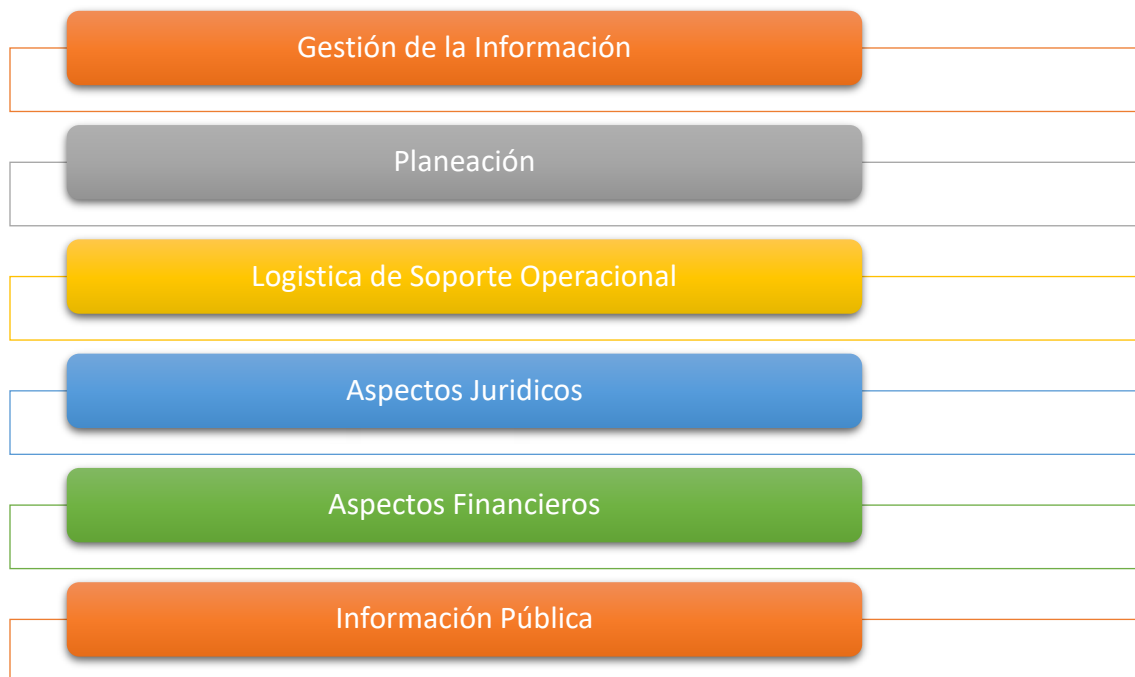 Gestión de la Información
Planeación
Logistica de Soporte Operacional
Aspectos Juridicos
Aspectos Financieros
Información Pública